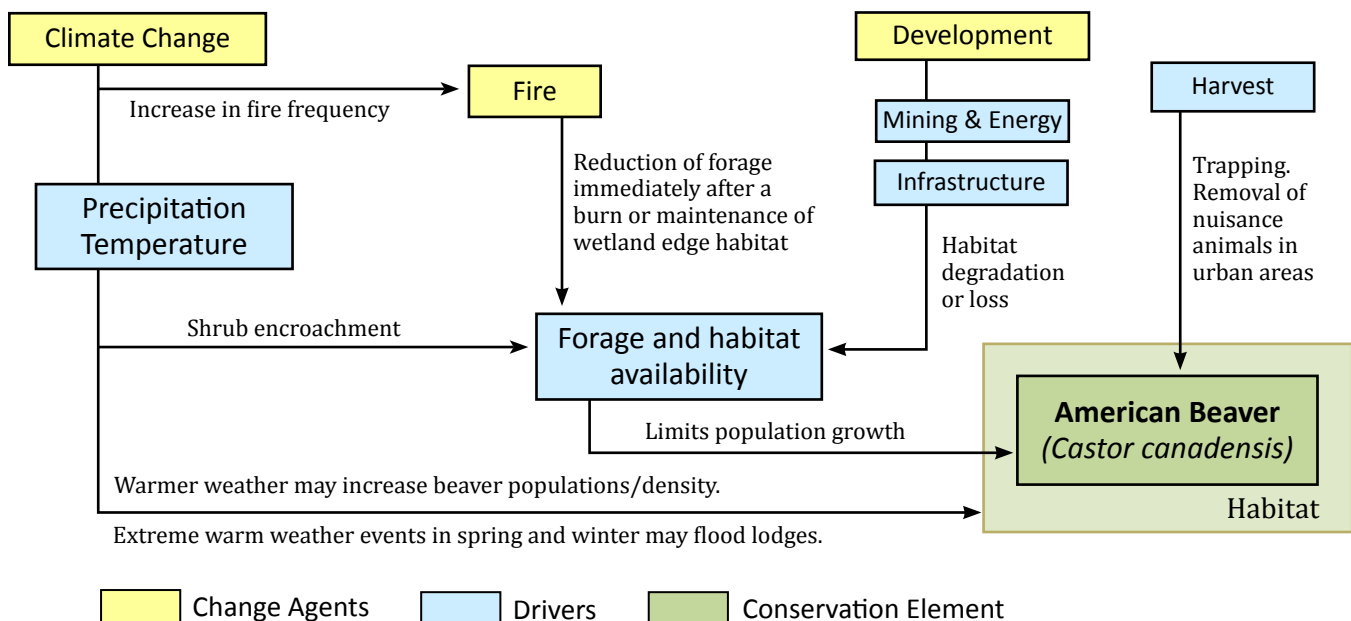 Climate Change
Development
Fire
Harvest
Increase in fire frequency
Mining & Energy
Infrastructure
Precipitation
Temperature
Reduction of forage
immediately after a
burn or maintenance of
wetland edge habitat
Trapping.
Removal of
nuisance
animals in
urban areas
Habitat
degradation
or loss
Shrub encroachment
Forage and habitat
availability
American Beaver
(Castor canadensis)
Limits population growth
Habitat
Warmer weather may increase beaver populations/density.
Extreme warm weather events in spring and winter may flood lodges.
Change Agents
Drivers
Conservation Element